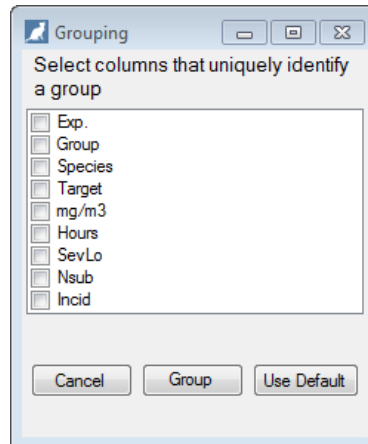 Grouping
Select columns that uniquely identify
a group
Exp.
Group
Species
Target
mg/m3
Hours
SevLo
Nsub
Incid
Cancel Group Use Default